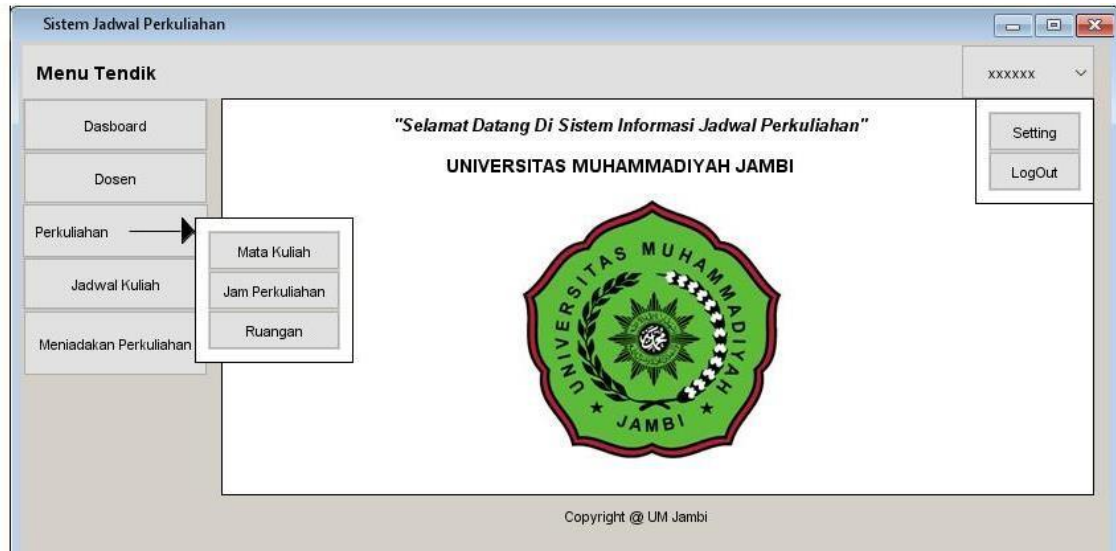 Sistem Jadwal Perkuliahan
Menu Tendik
xxxxxx
Setting
LogOut
Dasboard
Dosen
Perkuliahan
Jadwal Kuliah
Meniadakan Perkuliahan
Mata Kuliah
Jam Perkuliahan
Ruangan
"Selamat Datang Di Sistem Informasi Jadwal Perkuliahan"
UNIVERSITAS MUHAMMADIYAH JAMBI
UNIVERSITAS MUHAMMADIYAH
JAMBI
Copyright @ UM Jambi